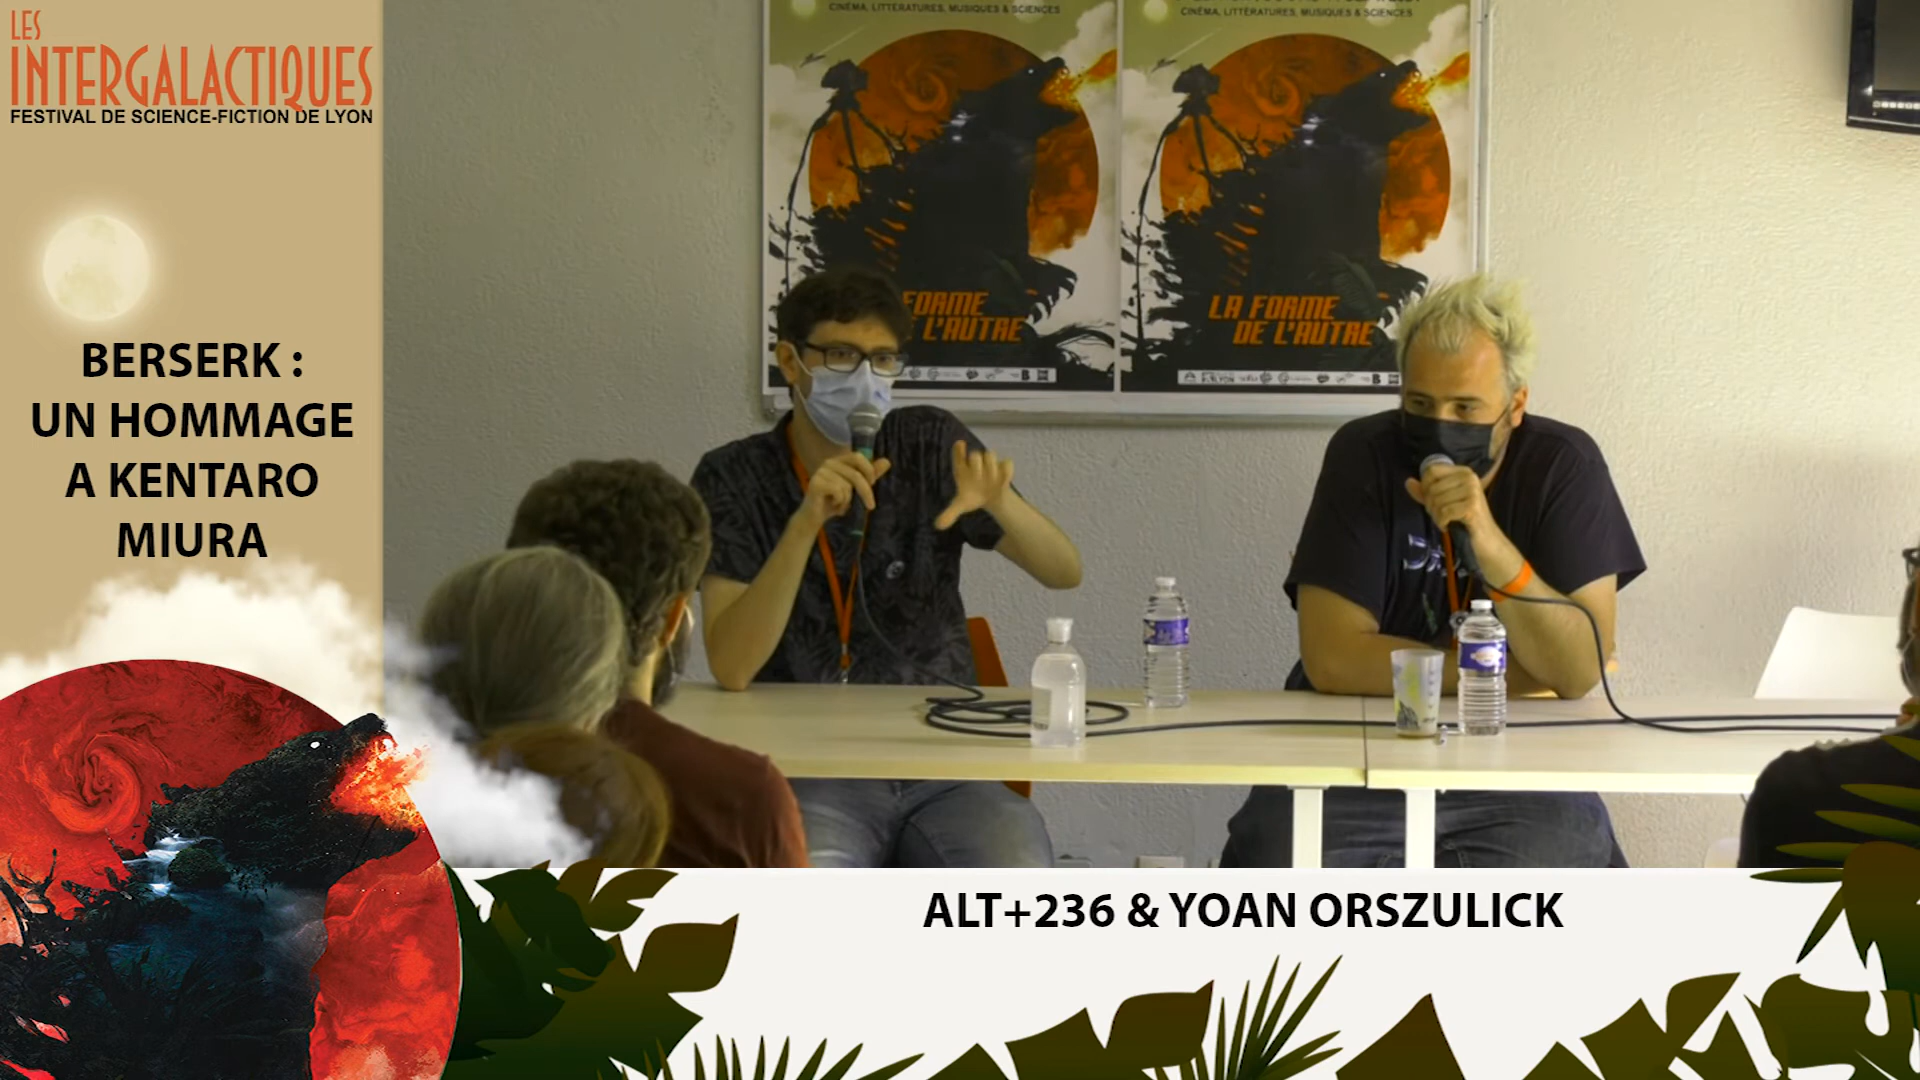 LES
INTERGALACTIQUES
FESTIVAL DE SCIENCE-FICTION DE LYON
BERSERK :
UN HOMMAGE
A KENTARO
MIURA
CINÉMA, LITTÉRATURES, MUSIQUES & SCIENCES
CINÉMA, LITTÉRATURES, MUSIQUES & SCIENCES
FORME
L'AUTRE
LA FORME
DE L'AUTRE
ALT+236 & YOAN ORSZULICK